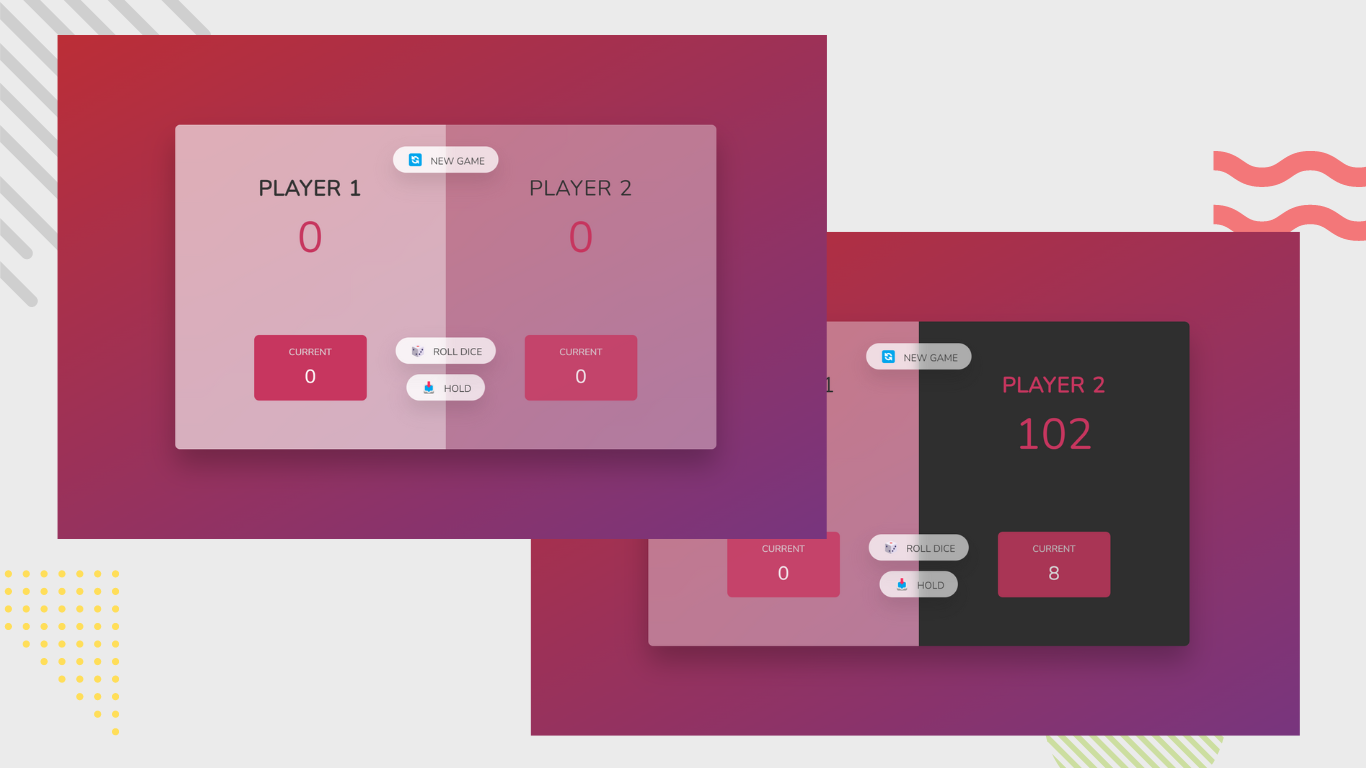 NEW GAME
PLAYER 1
PLAYER 2
0
0
CURRENT
0
ROLL DICE
HOLD
CURRENT
0
NEW GAME
1
PLAYER 2
102
CURRENT
0
ROLL DICE
HOLD
CURRENT
8